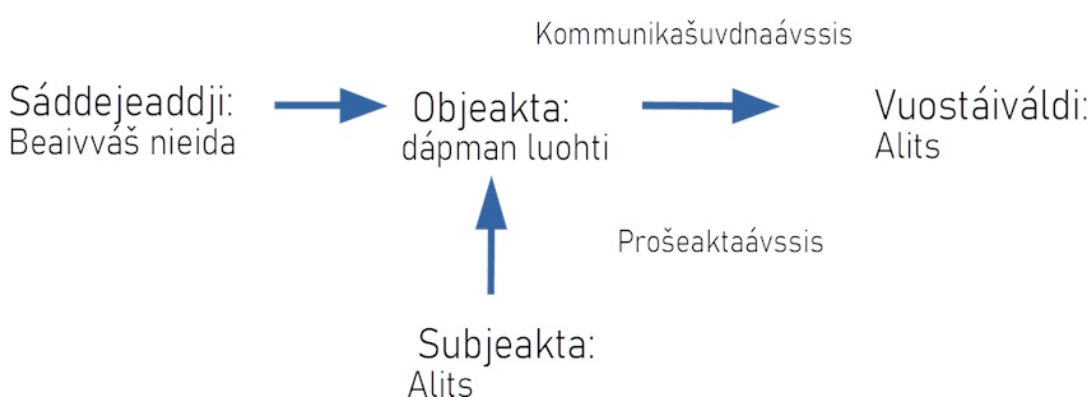 Kommunikašuvdnaávssis
Sáddejeaddji:
Beaivváš nieida
Objeakta:
dápman luohti
Vuostáiváldi:
Alits
Prošeaktaávssis
Subjeakta:
Alits